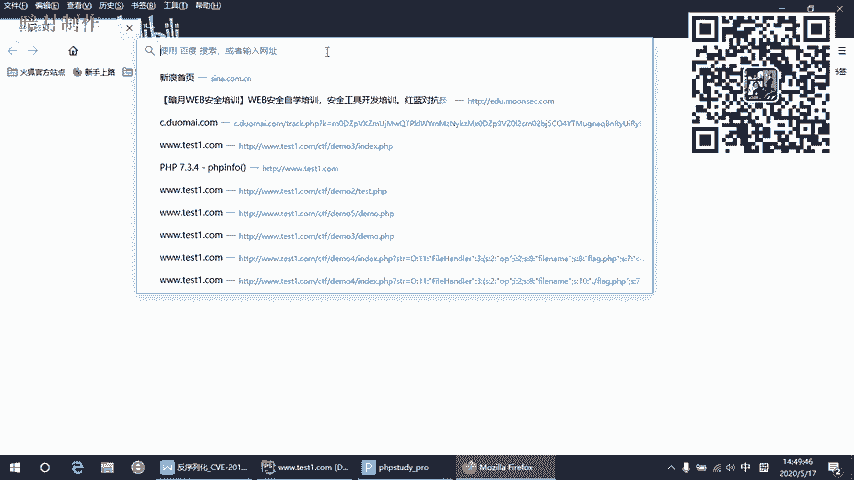 文件(F) 编辑(E) 查看(V) 历史(S) 书签(B) 工具(T) 帮助(H)
暗月制作
使用 百度 搜索，或者输入网址
火狐官方站点 新手上路
新浪首页 — sina.com.cn
【暗月WEB安全培训】WEB安全自学培训，安全工具开发培训，红蓝对抗 — http://edu.moonsec.com
c.duomai.com — c.duomai.com/track.php?k=
www.test1.com — http://www.test1.com/ctf/demo3/index.php
PHP 7.3.4 - phpinfo() — http://www.test1.com
www.test1.com — http://www.test1.com/ctf/demo2/test.php
www.test1.com — http://www.test1.com/ctf/demo5/demo.php
www.test1.com — http://www.test1.com/ctf/demo3/demo.php
www.test1.com — http://www.test1.com/ctf/demo4/index.php?str=O:11:"FileHandler":3:{s:2:"op";i:2;s:8:"filename";s:8:"flag.php";s:7:"
www.test1.com — http://www.test1.com/ctf/demo4/index.php?str=O:11:"FileHandler":3:{s:2:"op";i:2;s:8:"filename";s:10:"./flag.php";s:7
反序列化_CVE-201... www.test1.com [D... phpstudy_pro Mozilla Firefox 中
14:49:46
2020/5/17